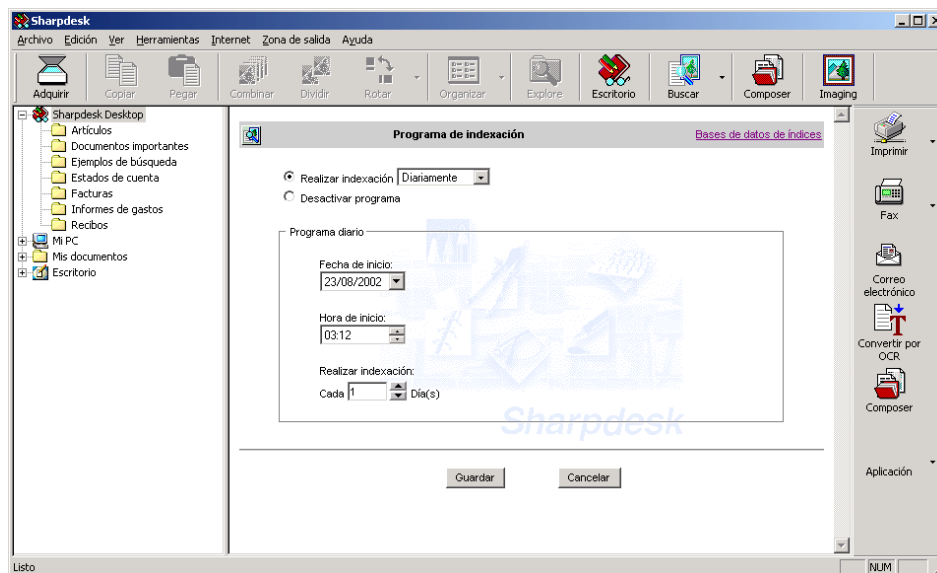 Sharpdesk
Archivo Edición Ver Herramientas Internet Zona de salida Ayuda
Adquirir Copiar Pegar Combinar Dividir Rotar Organizar Explore Escritorio Buscar Composer Imaging
Sharpdesk Desktop
Artículos
Documentos importantes
Ejemplos de búsqueda
Estados de cuenta
Facturas
Informes de gastos
Recibos
Mi PC
Mis documentos
Escritorio
Programa de indexación Bases de datos de índices
Realizar indexación Diariamente
Desactivar programa
Programa diario
Fecha de inicio:
23/08/2002
Hora de inicio:
03:12
Realizar indexación:
Cada 1 Día(s)
Sharpdesk
Guardar Cancelar
Imprimir
Fax
Correo
electrónico
Convertir por
OCR
Composer
Aplicación
Listo NUM